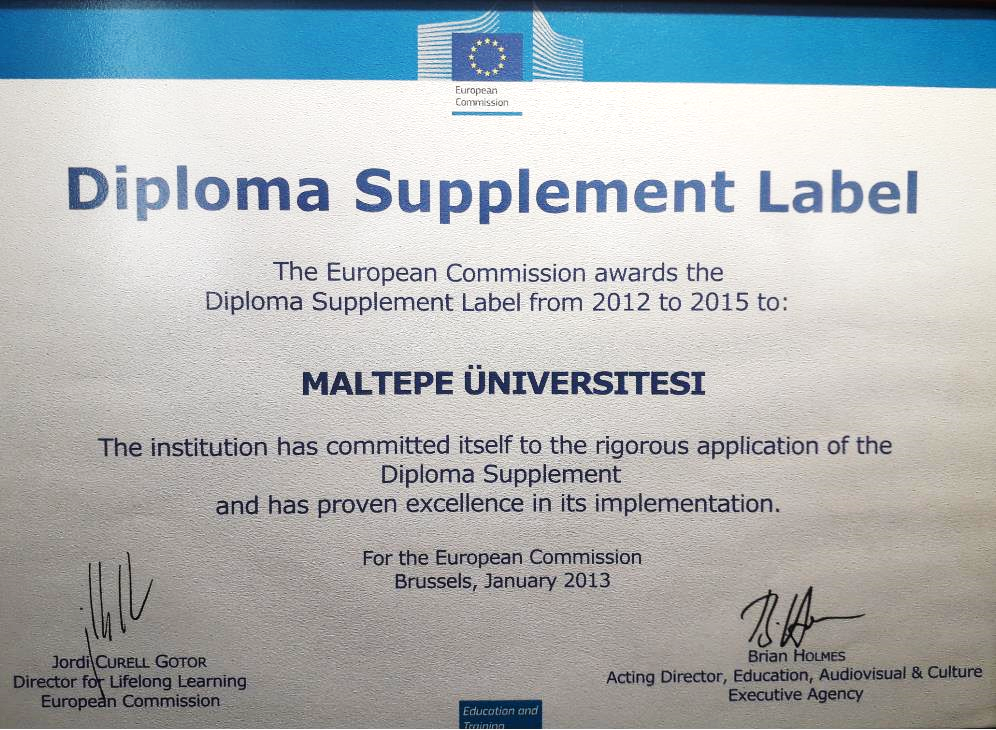 European
Commission
Diploma Supplement Label
The European Commission awards the
Diploma Supplement Label from 2012 to 2015 to:
MALTEPE ÜNIVERSITESI
The institution has committed itself to the rigorous application of the
Diploma Supplement
and has proven excellence in its implementation.
For the European Commission
Brussels, January 2013
Jordi CURELL GOTOR
Director for Lifelong Learning
European Commission
Brian HOLMES
Acting Director, Education, Audiovisual & Culture
Executive Agency
Education and
Training